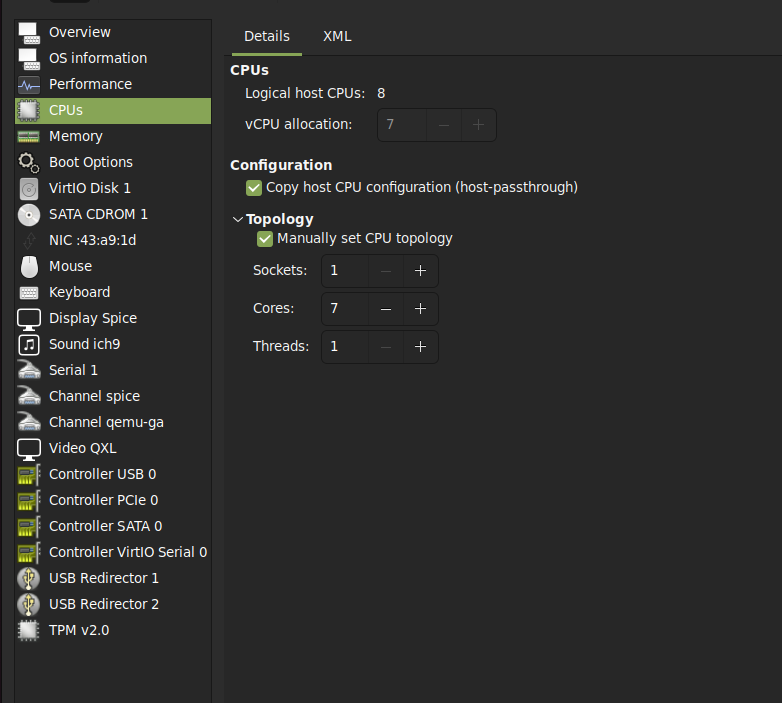 Overview
OS information
Performance
CPUs
Memory
Boot Options
VirtIO Disk 1
SATA CDROM 1
NIC :43:a9:1d
Mouse
Keyboard
Display Spice
Sound ich9
Serial 1
Channel spice
Channel qemu-ga
Video QXL
Controller USB 0
Controller PCIe 0
Controller SATA 0
Controller VirtIO Serial 0
USB Redirector 1
USB Redirector 2
TPM v2.0
Details XML
CPUs
Logical host CPUs: 8
vCPU allocation: 7 − +
Configuration
Copy host CPU configuration (host-passthrough)
Topology
Manually set CPU topology
Sockets: 1 − +
Cores: 7 − +
Threads: 1 − +